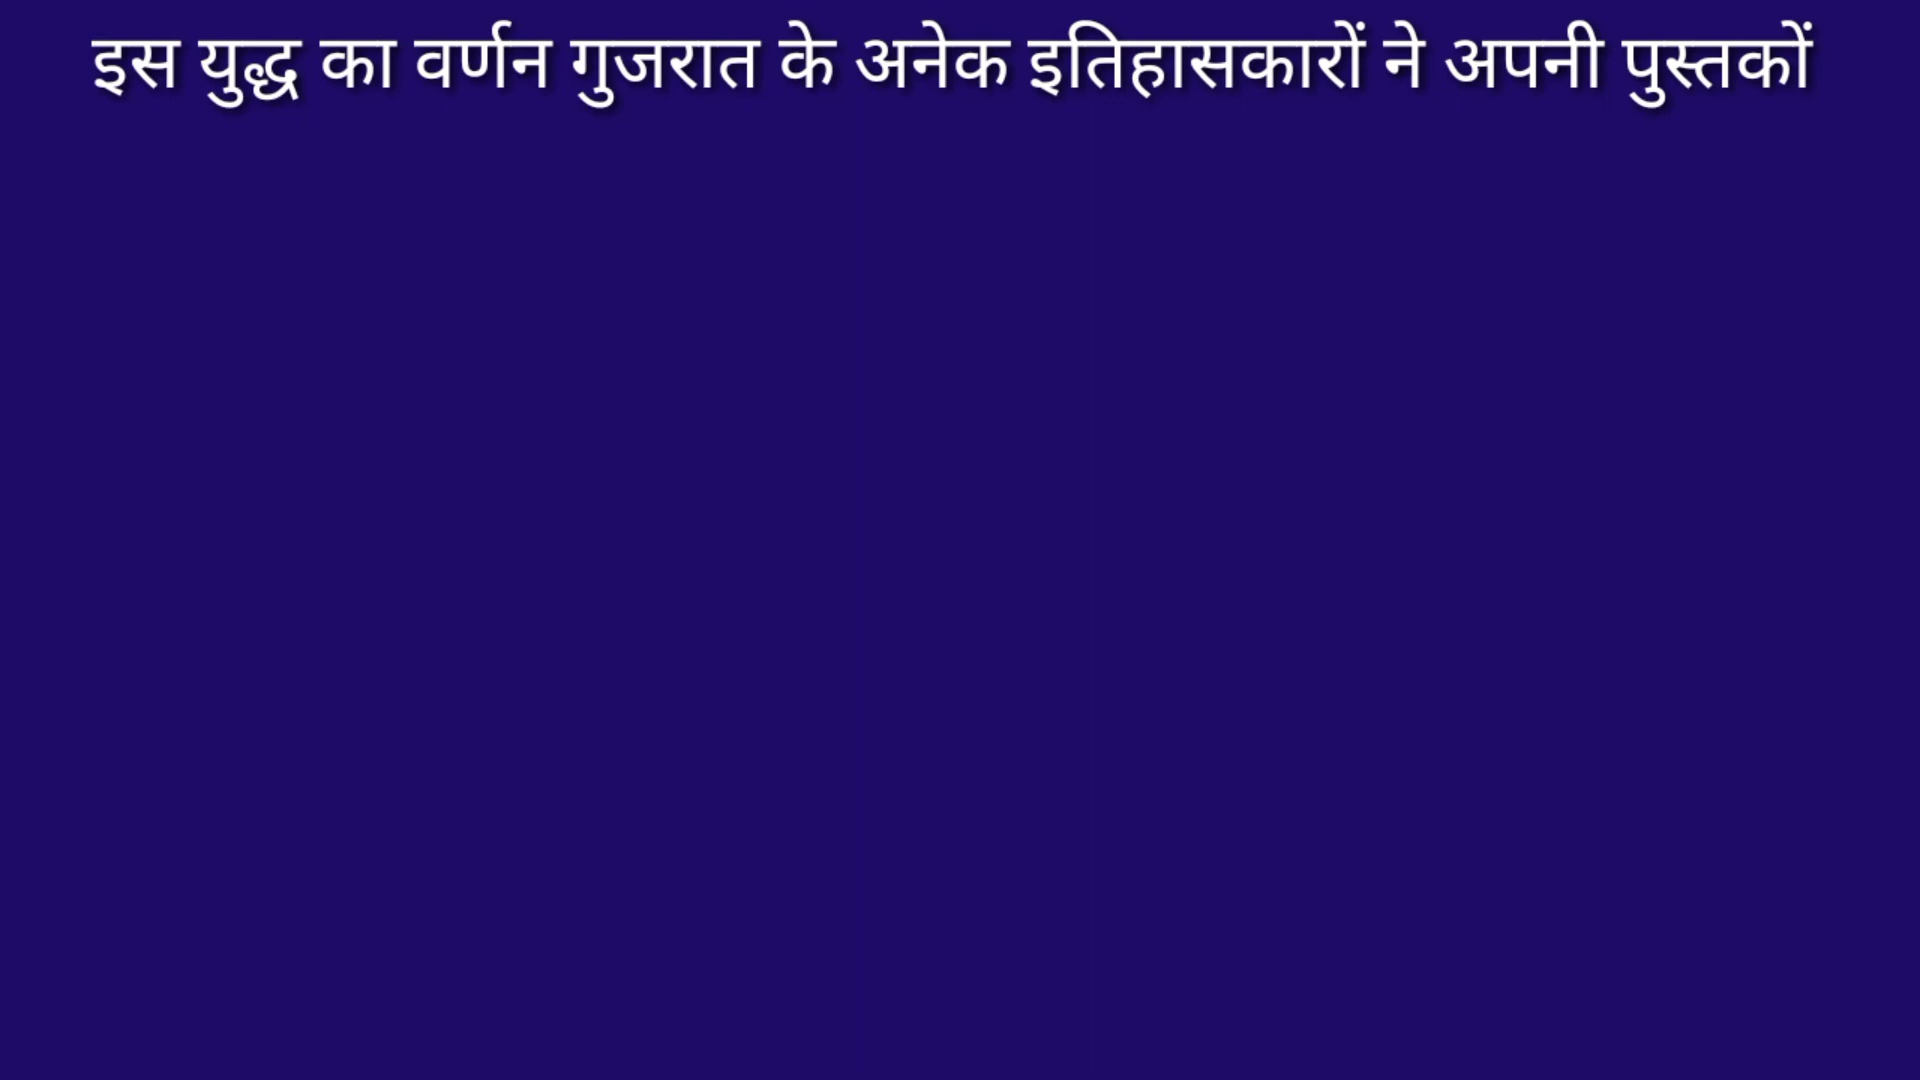 इस युद्ध का वर्णन गुजरात के अनेक इतिहासकारों ने अपनी पुस्तकों